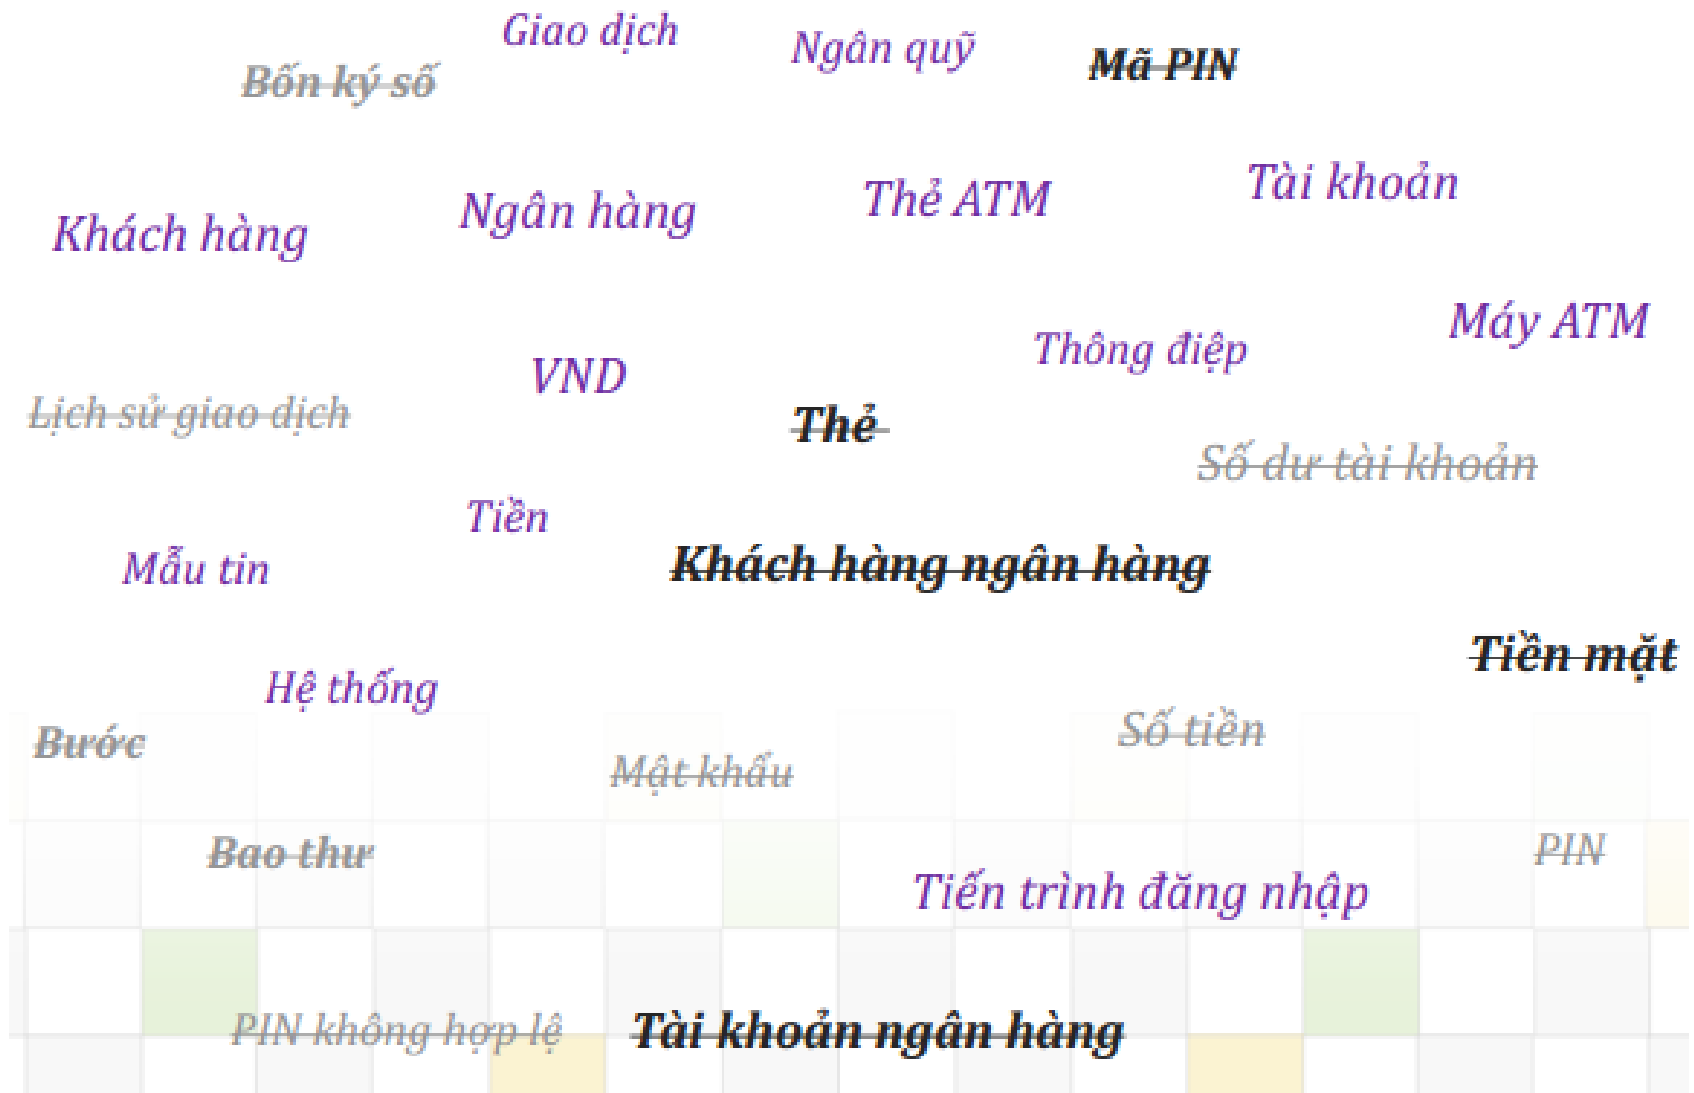 Giao dịch
Ngân quỹ
Mã PIN
Bốn ký số
Tài khoản
Thẻ ATM
Ngân hàng
Khách hàng
Máy ATM
Thông điệp
VND
Lịch sử giao dịch
Thẻ
Số dư tài khoản
Tiền
Mẫu tin
Khách hàng ngân hàng
Tiền mặt
Hệ thống
Bước
Số tiền
Mật khẩu
Bao thư
PIN
Tiến trình đăng nhập
PIN không hợp lệ
Tài khoản ngân hàng